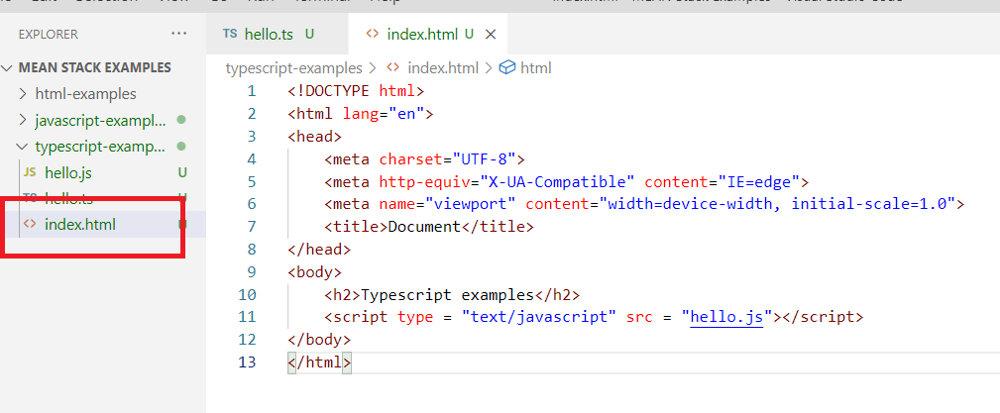 EXPLORER ...
MEAN STACK EXAMPLES
html-examples
javascript-exampl...
typescript-examp...
JS hello.js U
TS hello.ts U
<> index.html U
TS hello.ts U <> index.html U ×
typescript-examples > <> index.html > html
1 <!DOCTYPE html>
2 <html lang="en">
3 <head>
4 <meta charset="UTF-8">
5 <meta http-equiv="X-UA-Compatible" content="IE=edge">
6 <meta name="viewport" content="width=device-width, initial-scale=1.0">
7 <title>Document</title>
8 </head>
9 <body>
10 <h2>Typescript examples</h2>
11 <script type = "text/javascript" src = "hello.js"></script>
12 </body>
13 </html>